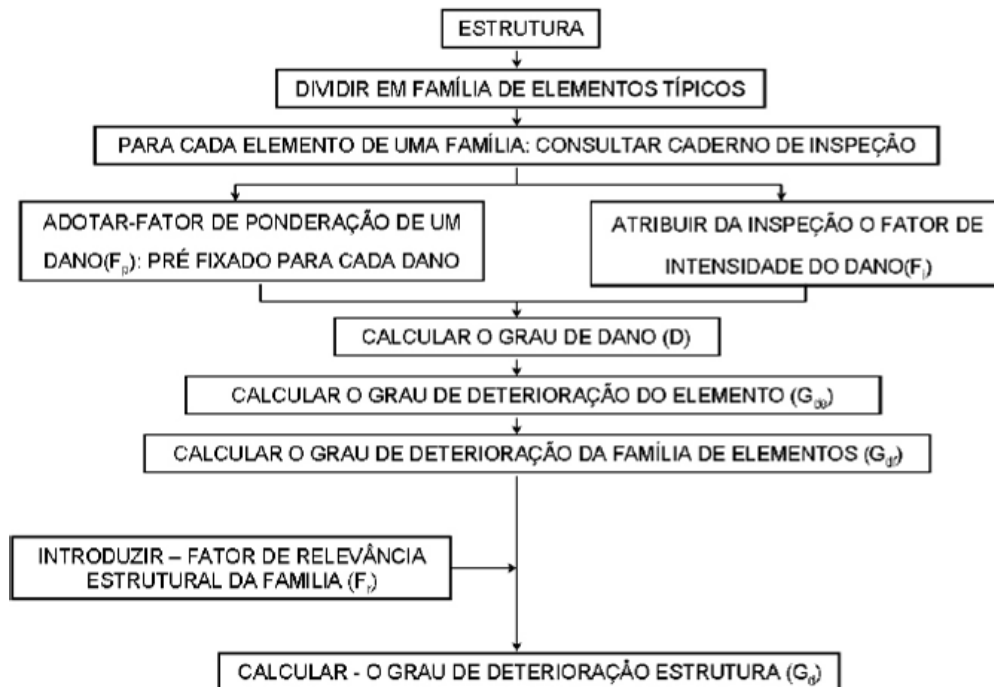 ESTRUTURA
DIVIDIR EM FAMÍLIA DE ELEMENTOS TÍPICOS
PARA CADA ELEMENTO DE UMA FAMÍLIA: CONSULTAR CADERNO DE INSPEÇÃO
ADOTAR-FATOR DE PONDERAÇÃO DE UM
DANO(Fp): PRÉ FIXADO PARA CADA DANO
ATRIBUIR DA INSPEÇÃO O FATOR DE
INTENSIDADE DO DANO(Fi)
CALCULAR O GRAU DE DANO (D)
CALCULAR O GRAU DE DETERIORAÇÃO DO ELEMENTO (Gde)
CALCULAR O GRAU DE DETERIORAÇÃO DA FAMÍLIA DE ELEMENTOS (Gdf)
INTRODUZIR – FATOR DE RELEVÂNCIA
ESTRUTURAL DA FAMILIA (Fr)
CALCULAR - O GRAU DE DETERIORAÇÃO ESTRUTURA (Gd)